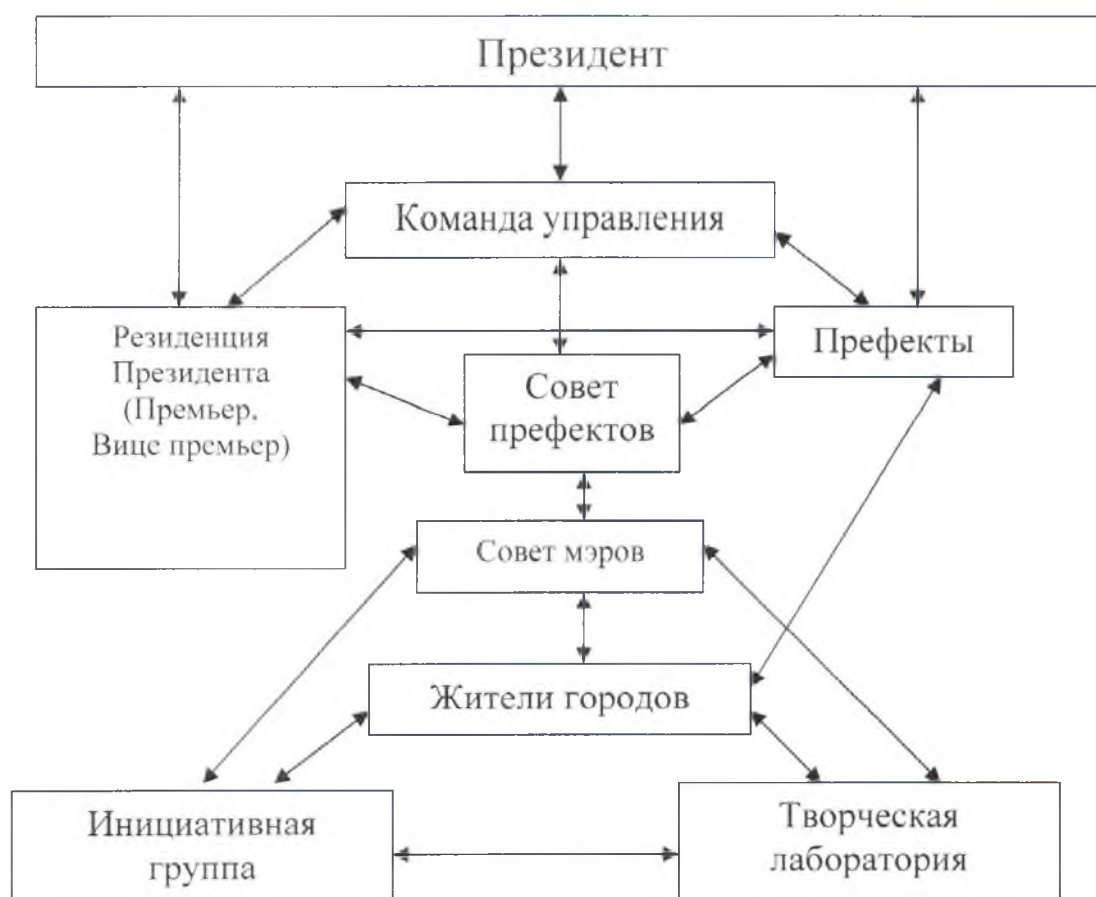 Президент
Команда управления
Резиденция
Президента
(Премьер.
Вице премьер)
Префекты
Совет
префектов
Совет мэров
Жители городов
Инициативная
группа
Творческая
лаборатория